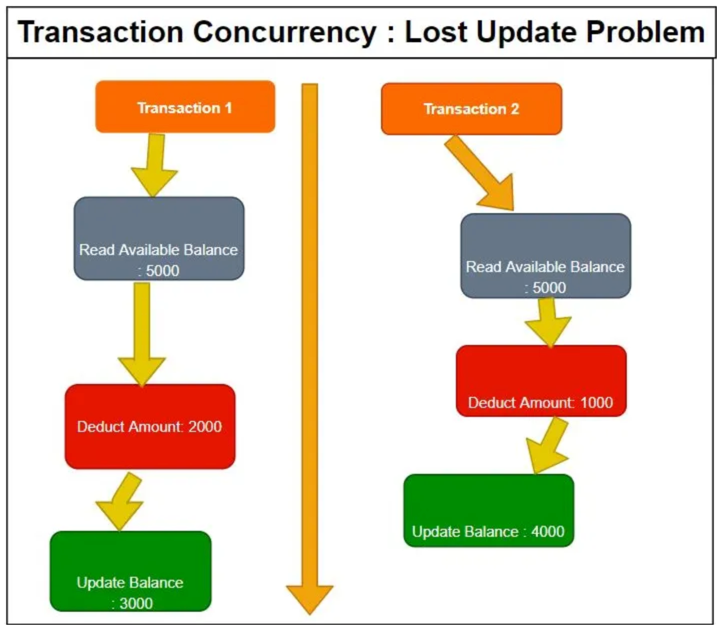 Transaction Concurrency : Lost Update Problem
Transaction 1
Read Available Balance
: 5000
Deduct Amount: 2000
Update Balance
: 3000
Transaction 2
Read Available Balance
: 5000
Deduct Amount: 1000
Update Balance : 4000